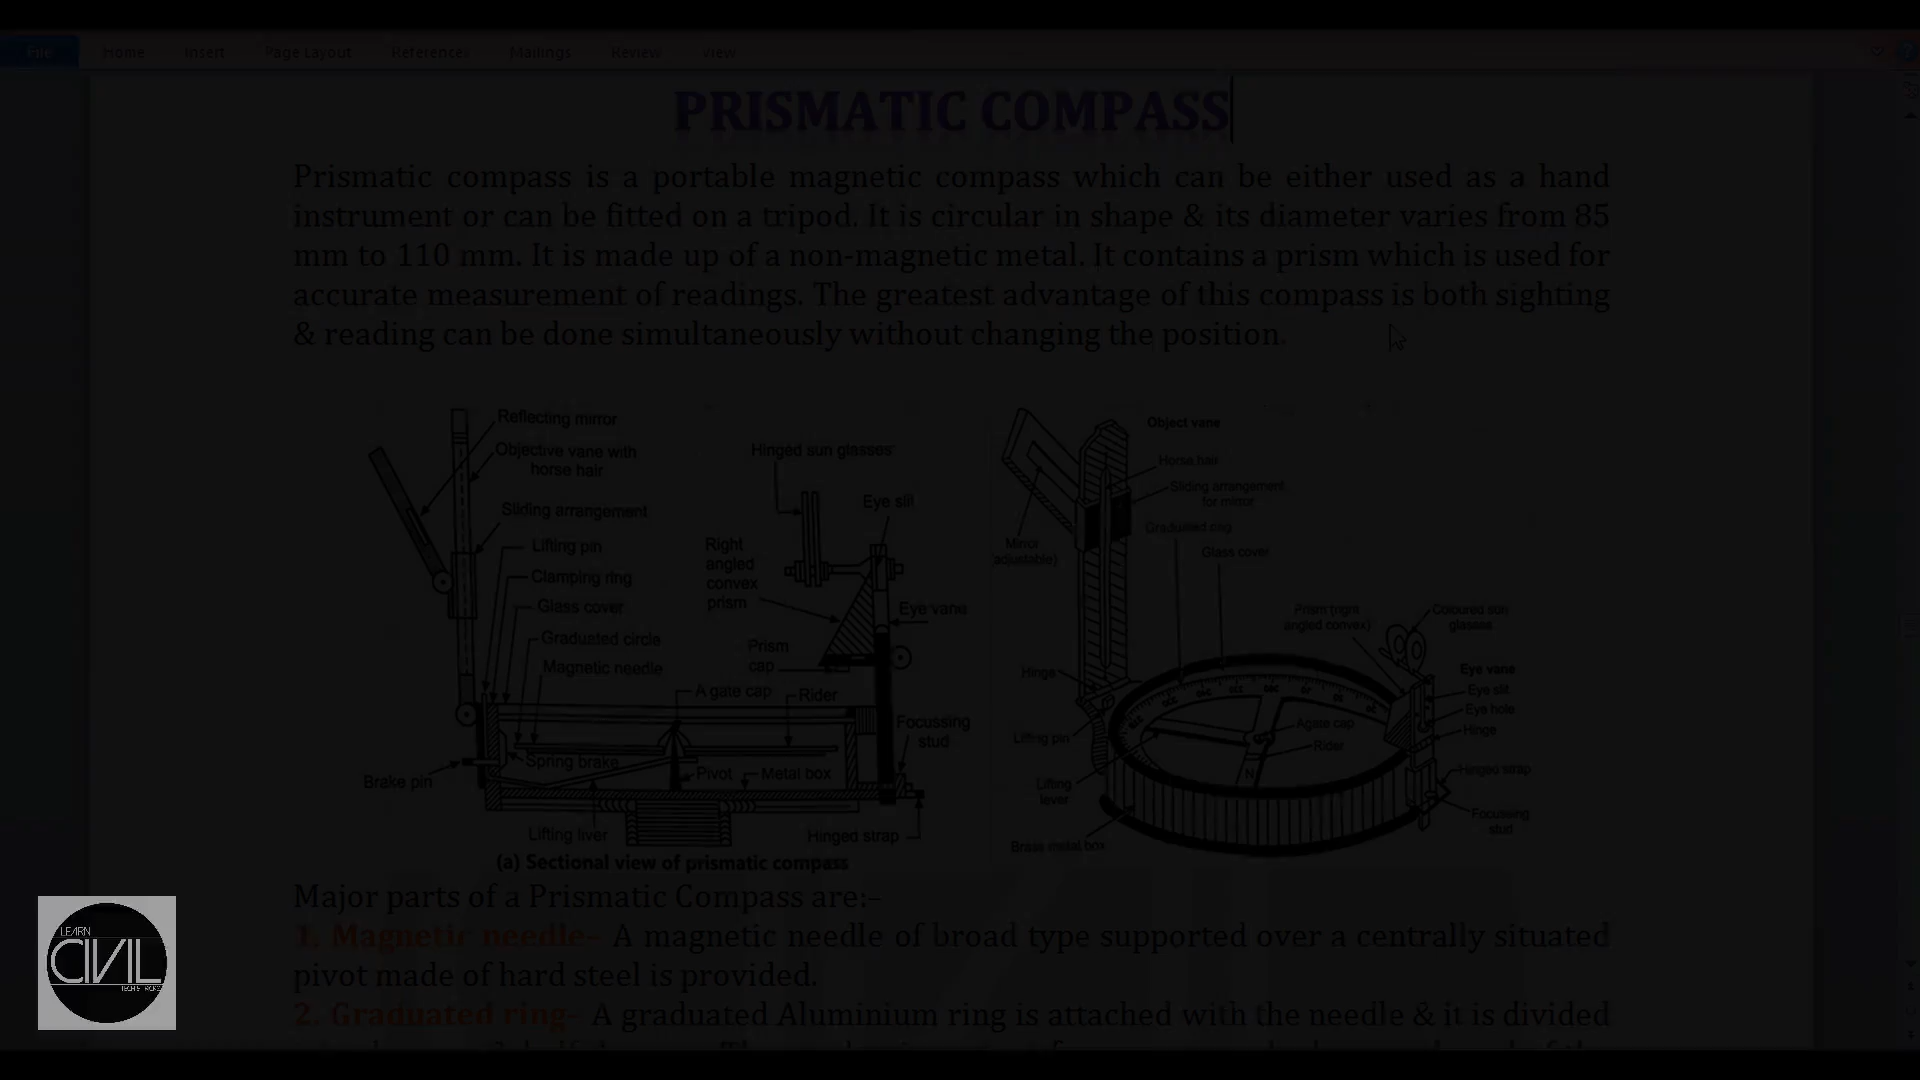 File Home Insert Page Layout References Mailings Review View
PRISMATIC COMPASS
Prismatic compass is a portable magnetic compass which can be either used as a hand
instrument or can be fitted on a tripod. It is circular in shape & its diameter varies from 85
mm to 110 mm. It is made up of a non-magnetic metal. It contains a prism which is used for
accurate measurement of readings. The greatest advantage of this compass is both sighting
& reading can be done simultaneously without changing the position.
Reflecting mirror
Objective vane with
horse hair
Sliding arrangement
Lifting pin
Clamping ring
Glass cover
Graduated circle
Magnetic needle
Hinged sun glasses
Eye slit
Right
angled
convex
prism
Eye vane
Prism
cap
A gate cap
Rider
Focussing
stud
Spring brake
Brake pin
Pivot
Metal box
Lifting liver
Hinged strap
(a) Sectional view of prismatic compass
Object vane
Horse hair
Sliding arrangement
for mirror
Graduated ring
Glass cover
Mirror
(adjustable)
Prism (right
angled convex)
Coloured sun
glasses
Hinge
Eye vane
Eye slit
Eye hole
Hinge
Agate cap
Rider
Lifting pin
N
Hinged strap
Lifting
lever
Focussing
stud
Brass metal box
Major parts of a Prismatic Compass are:-
1. Magnetic needle- A magnetic needle of broad type supported over a centrally situated
pivot made of hard steel is provided.
2. Graduated ring- A graduated Aluminium ring is attached with the needle & it is divided
LEARN
CIVIL